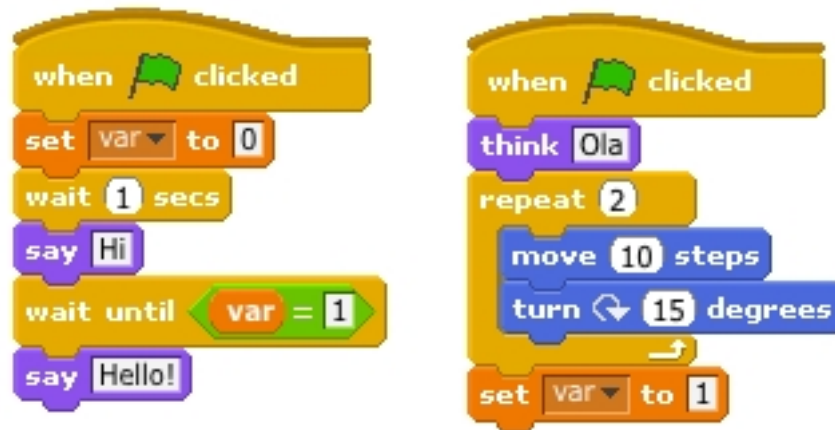 when clicked
set var to 0
wait 1 secs
say Hi
wait until var = 1
say Hello!
when clicked
think Ola
repeat 2
move 10 steps
turn 15 degrees
set var to 1